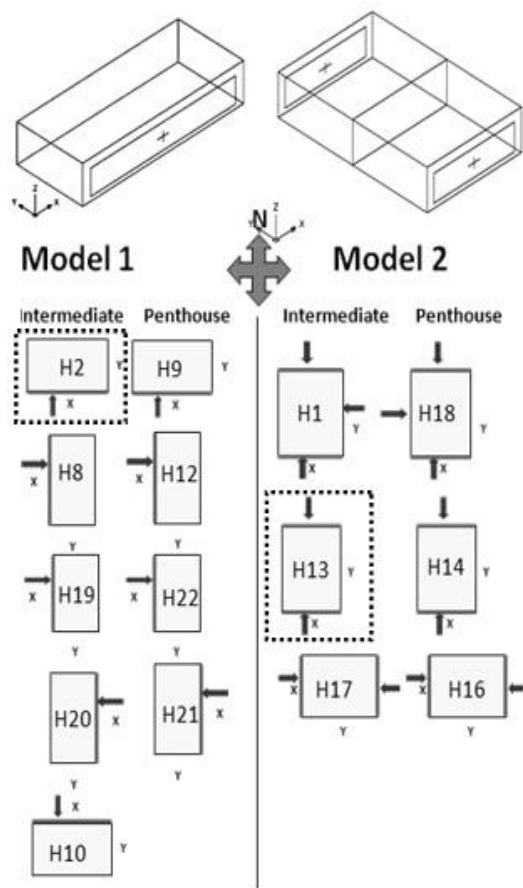 Z
Y X
Z
Y X
N
Model 1 Model 2
Intermediate Penthouse Intermediate Penthouse
H2 Y H9 Y
X X
H1 Y H18 Y
X X
H8 H12
X X
Y Y
H19 H22
X X
Y Y
H13 Y H14 Y
X X
H20 X H21 X
Y Y
X H17 X H16
Y Y
X
H10 Y